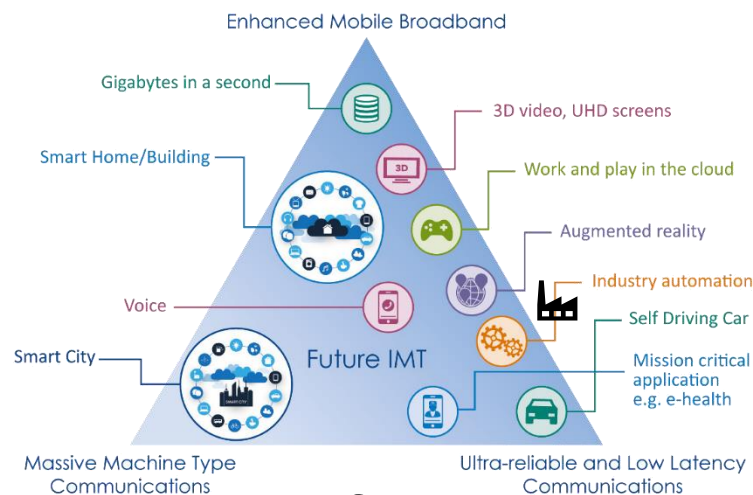 Enhanced Mobile Broadband
Gigabytes in a second
3D video, UHD screens
3D
Smart Home/Building
Work and play in the cloud
Augmented reality
Industry automation
Voice
Self Driving Car
Smart City
Future IMT
Mission critical
application
e.g. e-health
SMART CITY
Massive Machine Type
Communications
Ultra-reliable and Low Latency
Communications